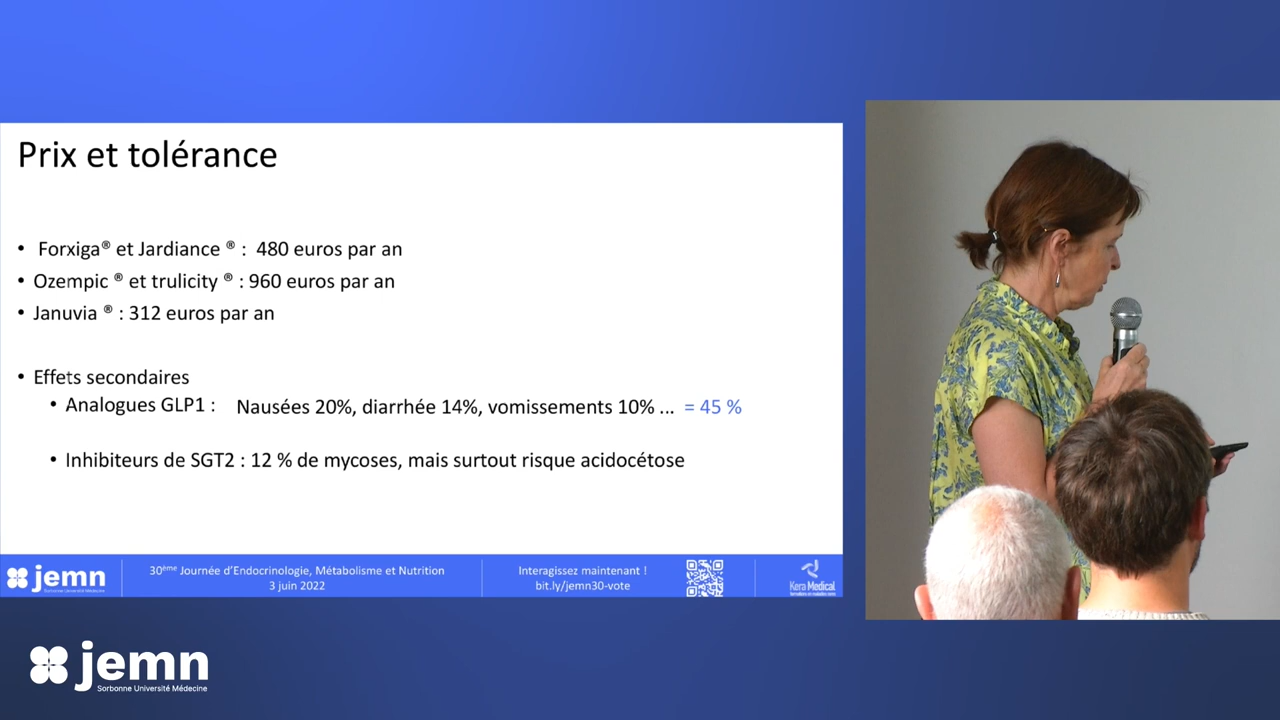 Prix et tolérance
• Forxiga® et Jardiance ® : 480 euros par an
• Ozempic ® et trulicity ® : 960 euros par an
• Januvia ® : 312 euros par an
• Effets secondaires
• Analogues GLP1 : Nausées 20%, diarrhée 14%, vomissements 10% ... = 45 %
• Inhibiteurs de SGT2 : 12 % de mycoses, mais surtout risque acidocétose
jemn
Sorbonne Université Médecine
30ème Journée d'Endocrinologie, Métabolisme et Nutrition
3 juin 2022
Interagissez maintenant !
bit.ly/jemn30-vote
Kera Medical
jemn
Sorbonne Université Médecine